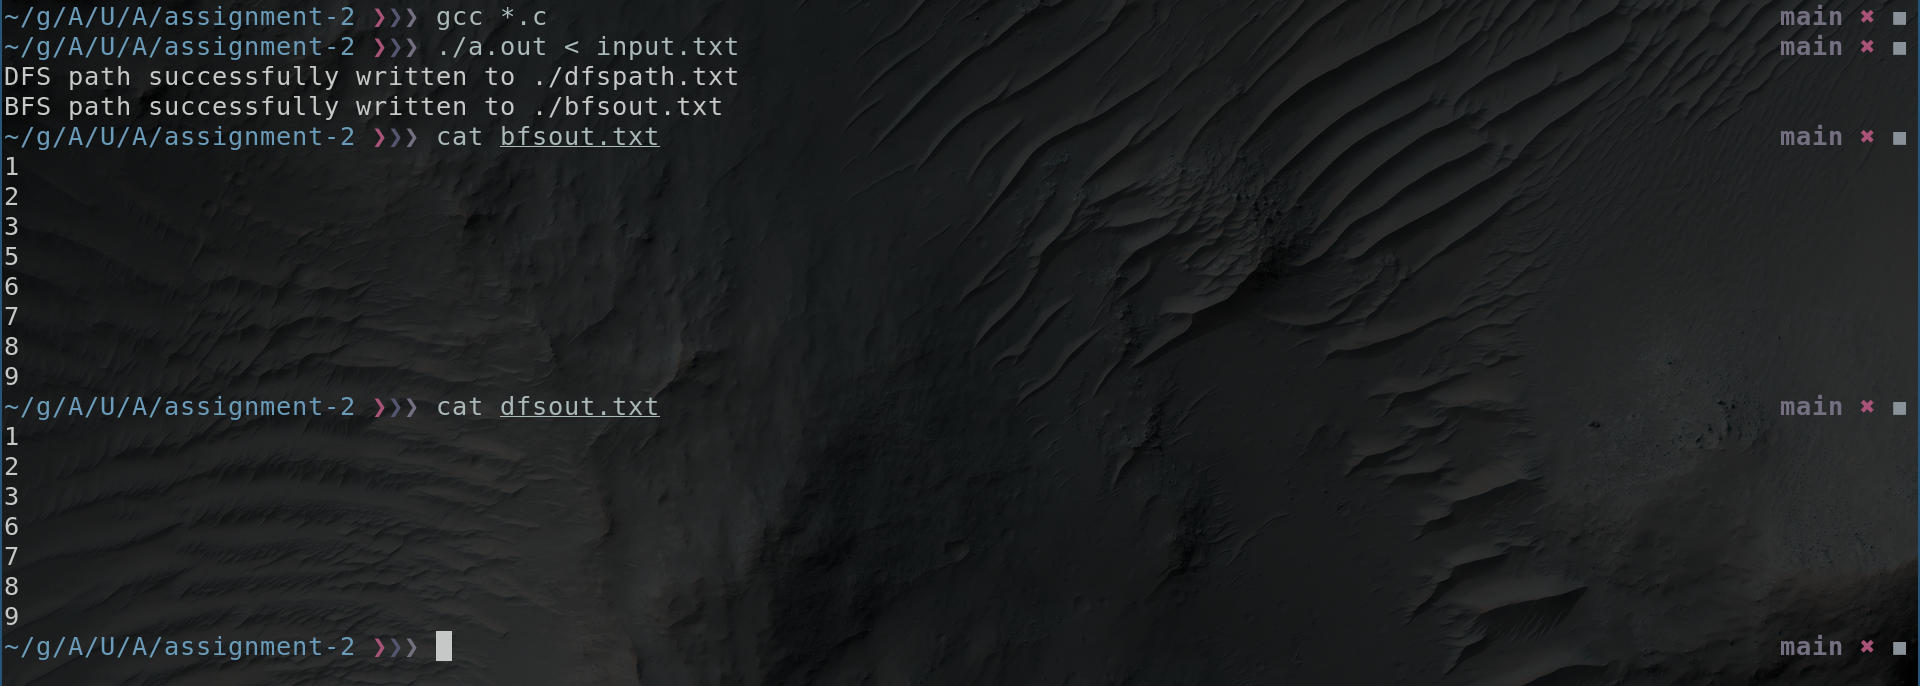 ~/g/A/U/A/assignment-2 ❯❯❯ gcc *.c main ✖ ■
~/g/A/U/A/assignment-2 ❯❯❯ ./a.out < input.txt main ✖ ■
DFS path successfully written to ./dfspath.txt
BFS path successfully written to ./bfsout.txt
~/g/A/U/A/assignment-2 ❯❯❯ cat bfsout.txt main ✖ ■
1
2
3
5
6
7
8
9
~/g/A/U/A/assignment-2 ❯❯❯ cat dfsout.txt main ✖ ■
1
2
3
6
7
8
9
~/g/A/U/A/assignment-2 ❯❯❯ main ✖ ■